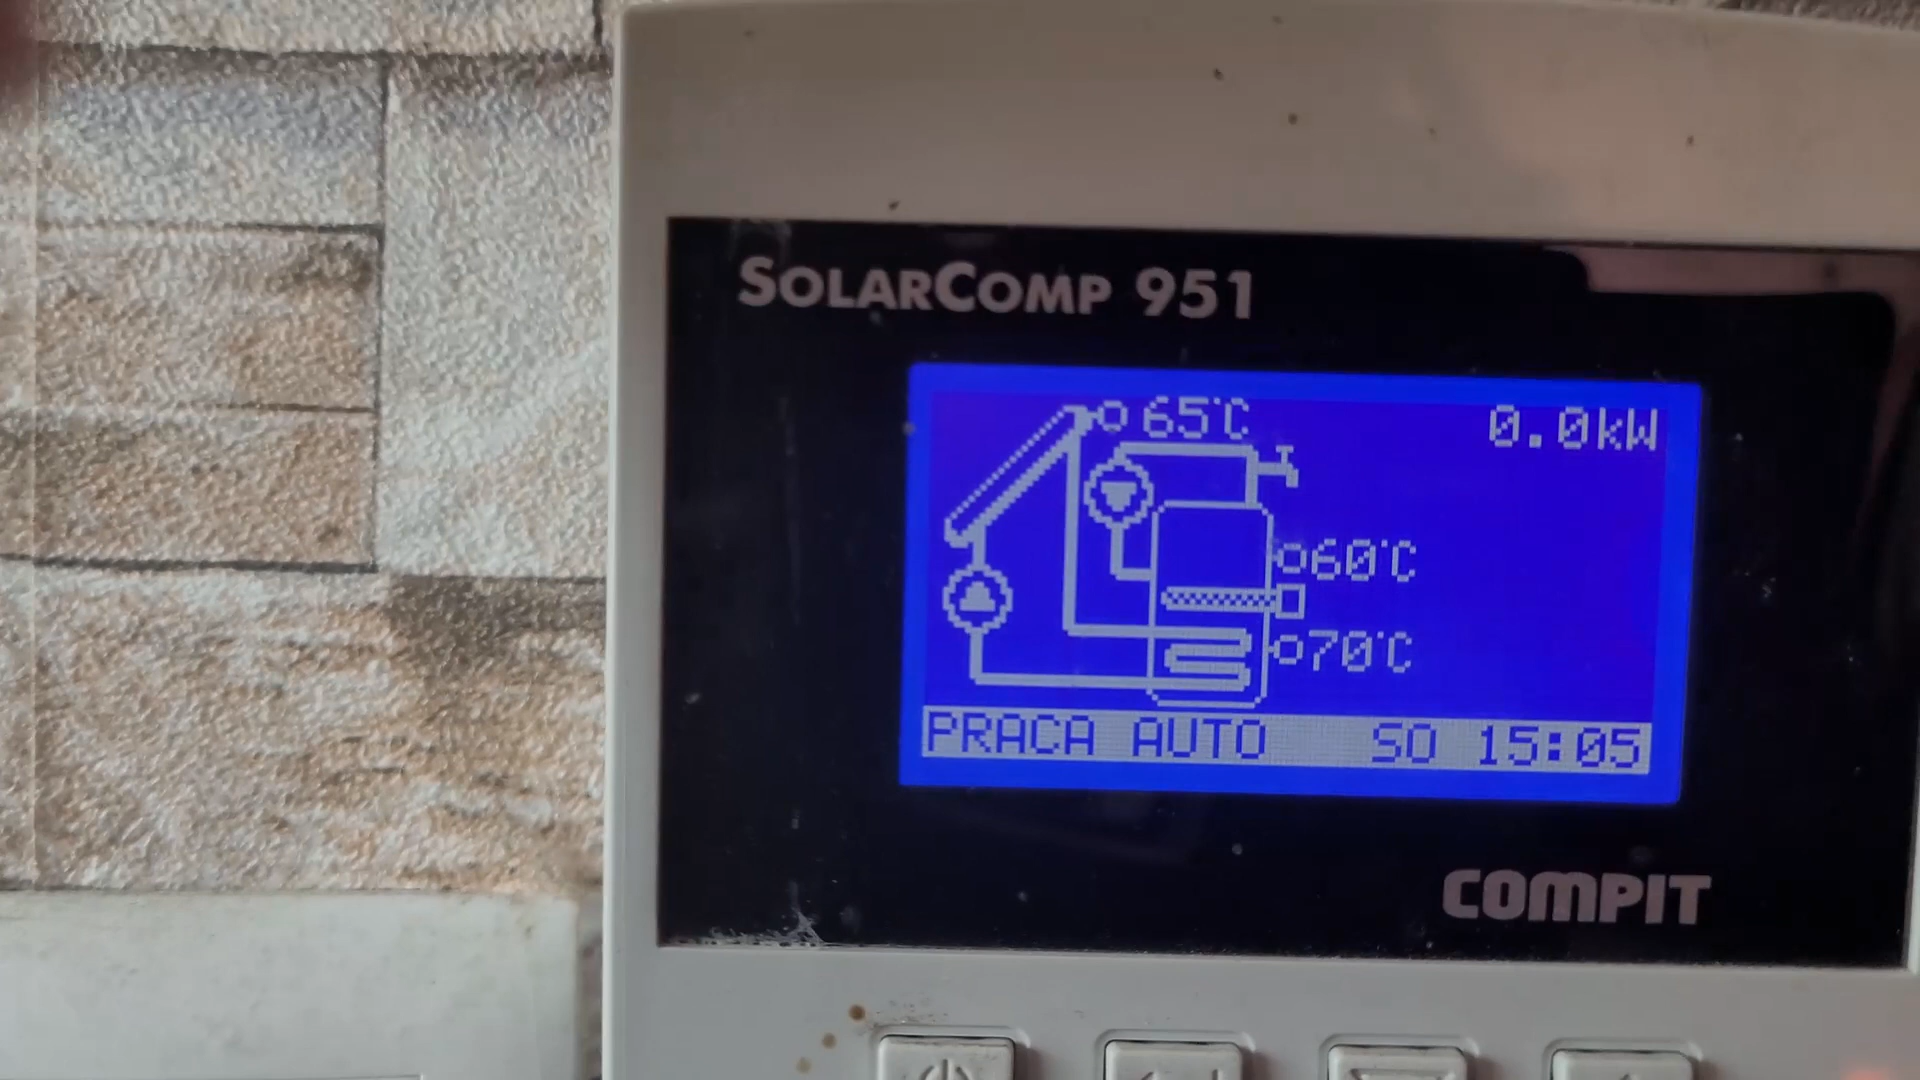 SOLARCOMP 951
65°C
0.0kW
60°C
70°C
PRACA AUTO SO 15:05
COMPIT